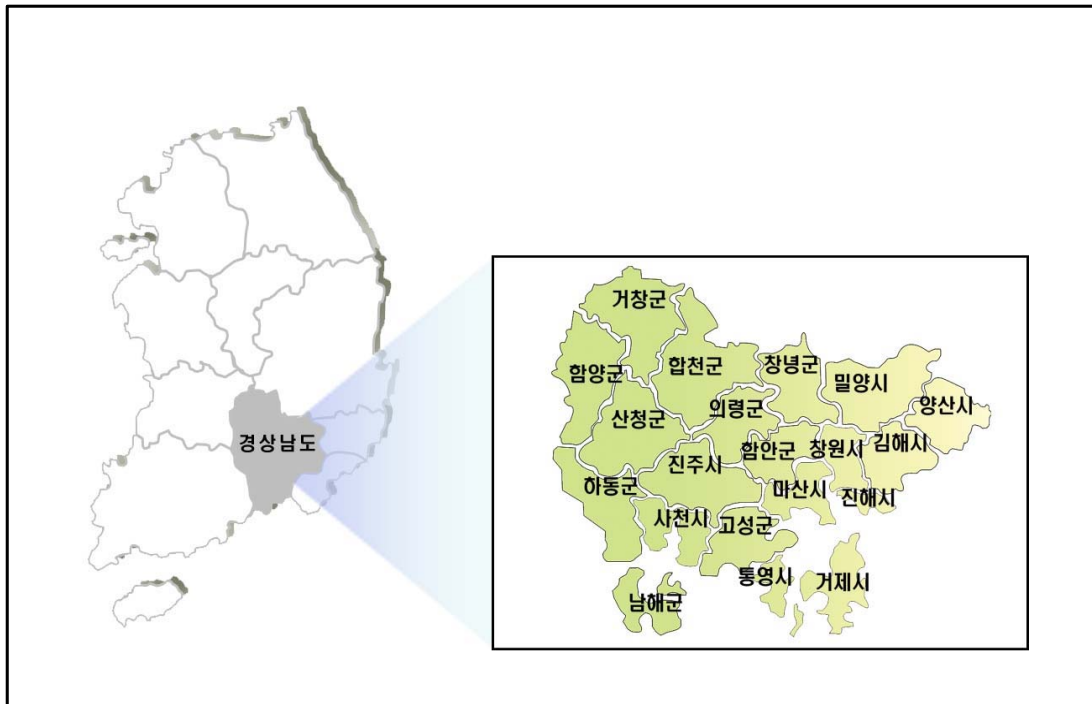 경상남도
거창군
함양군
합천군
창녕군
밀양시
양산시
산청군
의령군
함안군
창원시
김해시
진주시
하동군
마산시
진해시
사천시
고성군
통영시
거제시
남해군